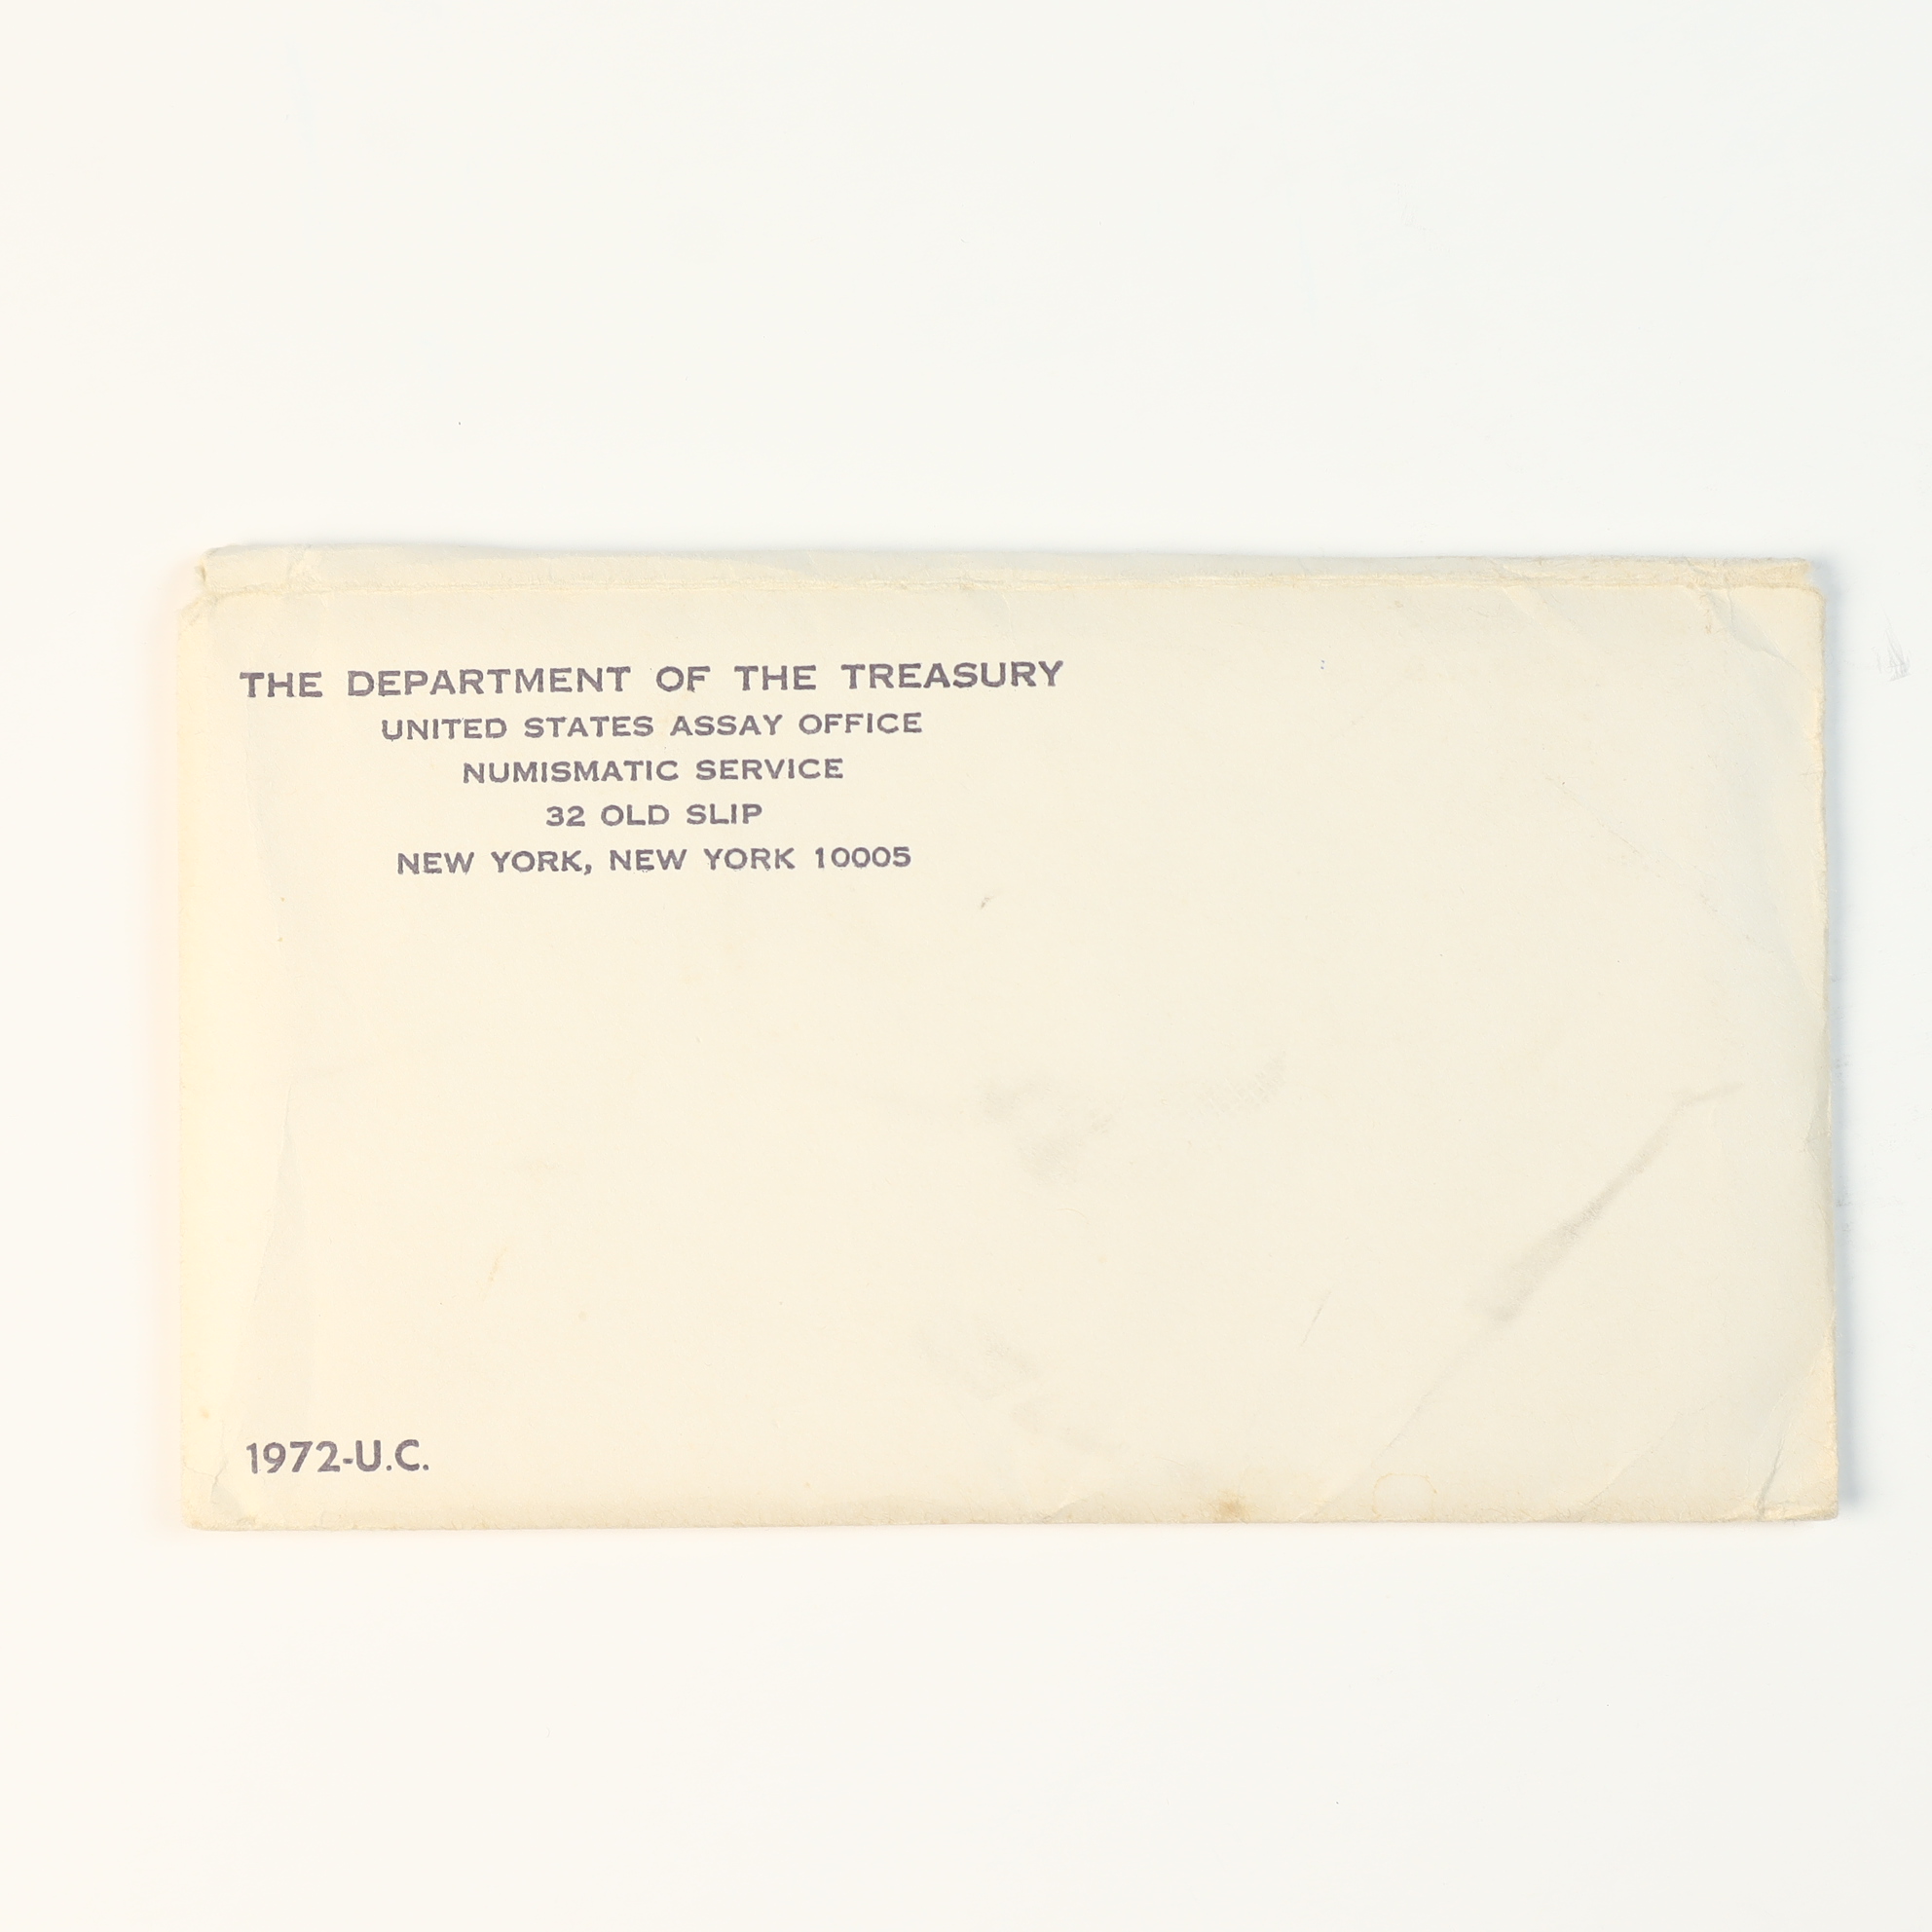 THE DEPARTMENT OF THE TREASURY
UNITED STATES ASSAY OFFICE
NUMISMATIC SERVICE
32 OLD SLIP
NEW YORK, NEW YORK 10005
1972-U.C.